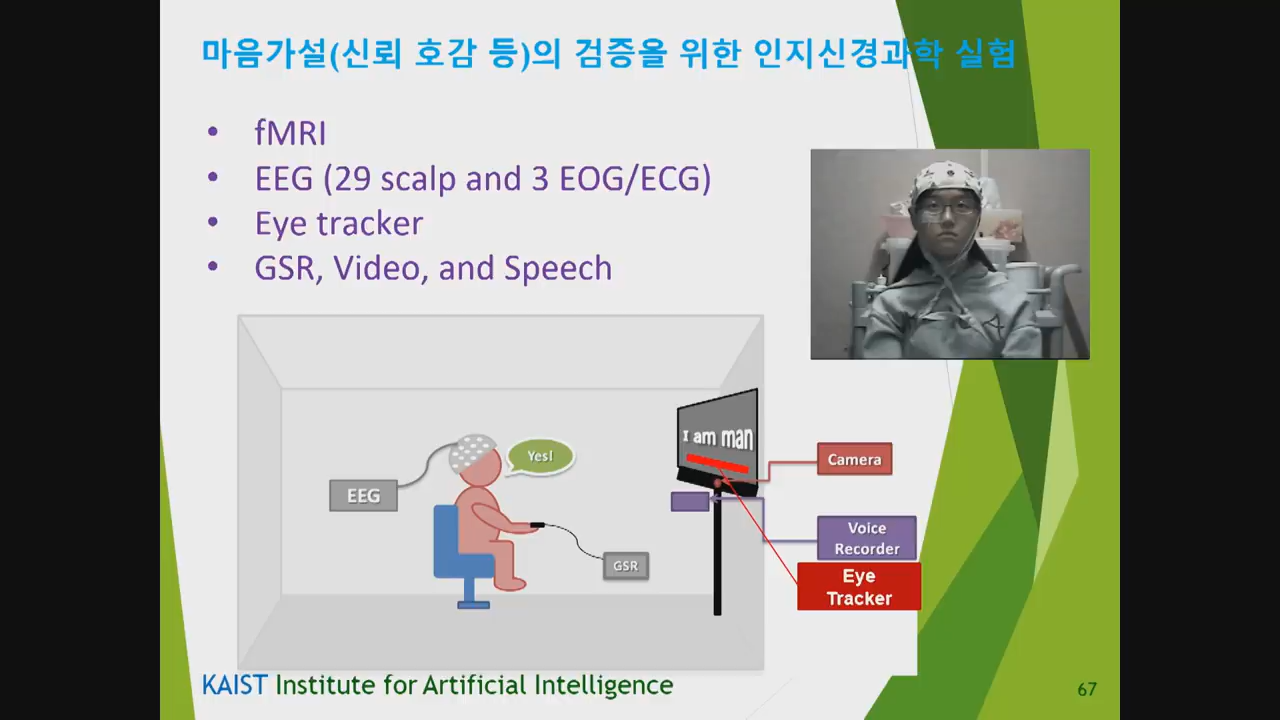 마음가설(신뢰 호감 등)의 검증을 위한 인지신경과학 실험
• fMRI
• EEG (29 scalp and 3 EOG/ECG)
• Eye tracker
• GSR, Video, and Speech
I am man
Yes!
Camera
EEG
Voice
Recorder
GSR
Eye
Tracker
KAIST Institute for Artificial Intelligence
67